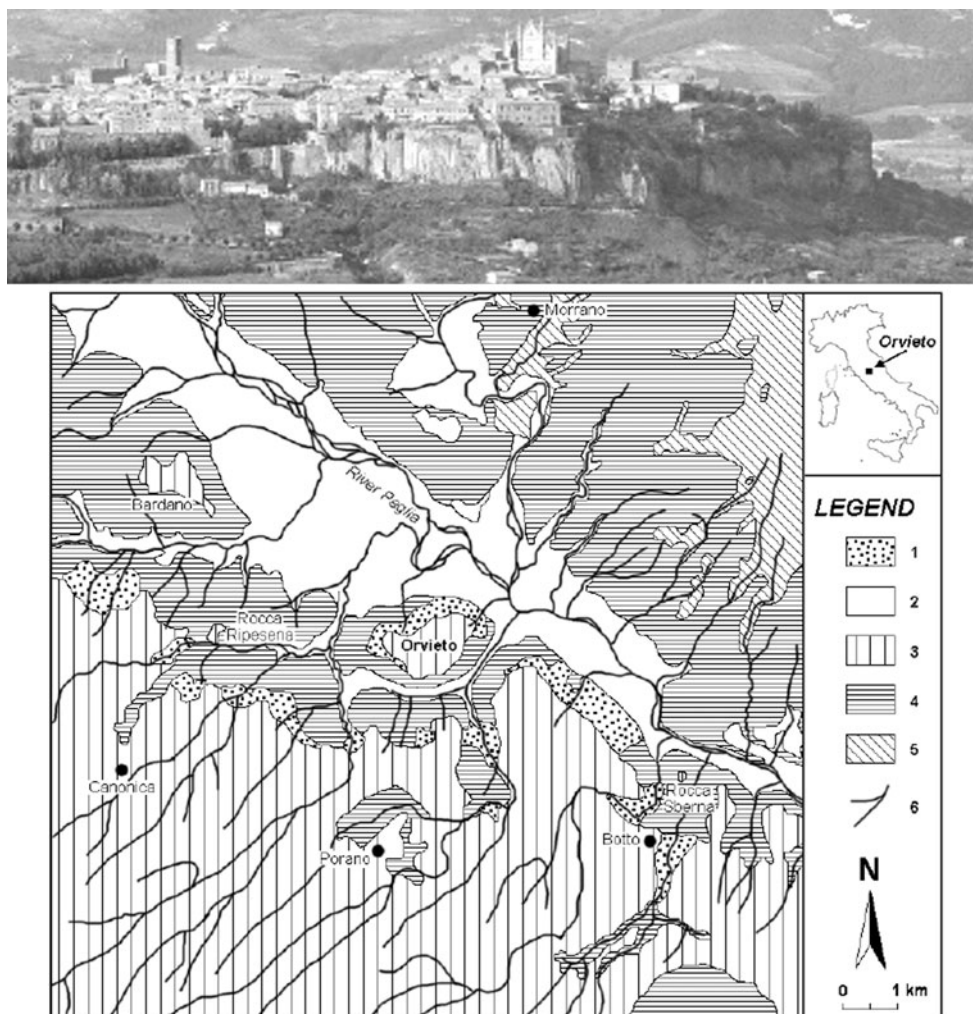 Morrano
Orvieto
River Paglia
Bardano
LEGEND
1
2
Rocca
Ripesena
Orvieto
3
4
5
Canonica
Rocca
Sberna
6
Botto
Porano
N
0 1 km